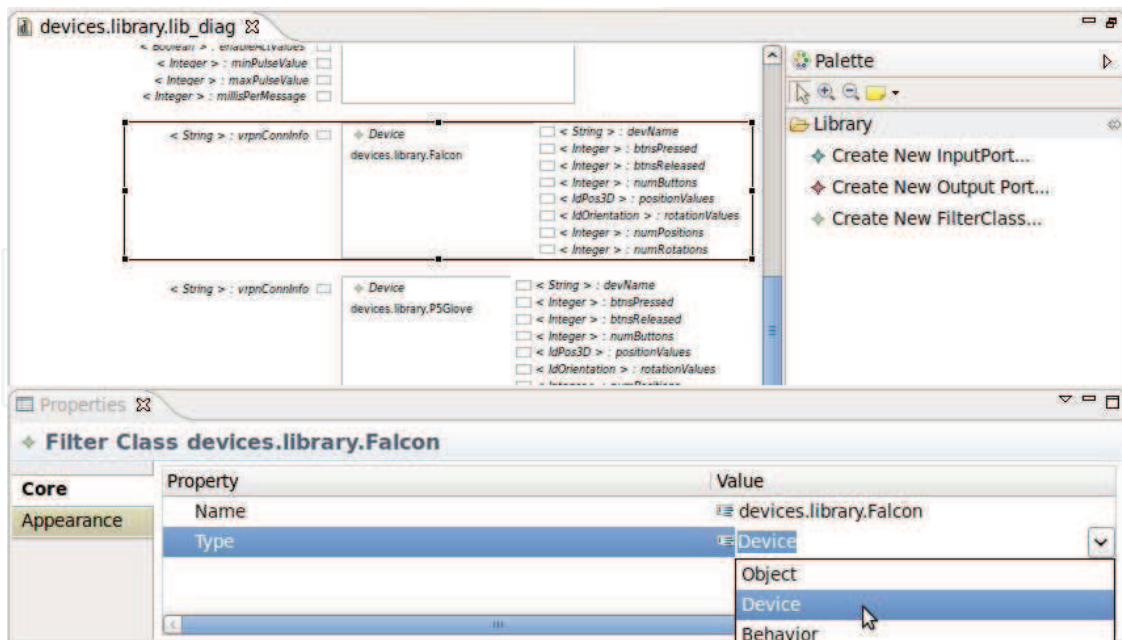 devices.library.lib_diag
< Boolean > : enableActValues
< Integer > : minPulseValue
< Integer > : maxPulseValue
< Integer > : millisPerMessage
< String > : vrpnConnInfo
Device
devices.library.Falcon
< String > : devName
< Integer > : btnsPressed
< Integer > : btnsReleased
< Integer > : numButtons
< IdPos3D > : positionValues
< IdOrientation > : rotationValues
< Integer > : numPositions
< Integer > : numRotations
< String > : vrpnConnInfo
Device
devices.library.P5Glove
< String > : devName
< Integer > : btnsPressed
< Integer > : btnsReleased
< Integer > : numButtons
< IdPos3D > : positionValues
< IdOrientation > : rotationValues
< Integer > : numPositions
Palette
Library
Create New InputPort...
Create New Output Port...
Create New FilterClass...
Properties
Filter Class devices.library.Falcon
Core
Appearance
Property Value
Name devices.library.Falcon
Type Device
Object
Device
Behavior